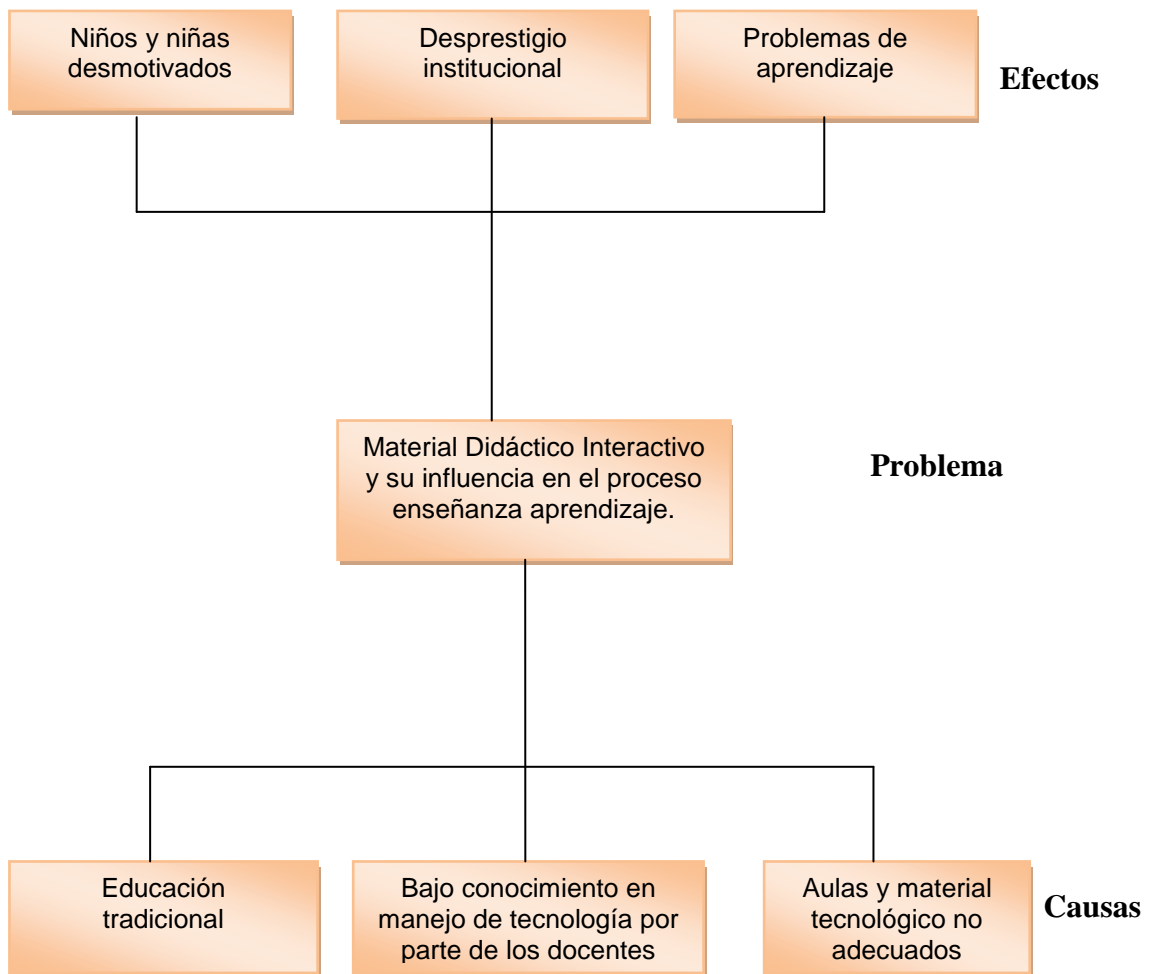 Niños y niñas
desmotivados
Desprestigio
institucional
Problemas de
aprendizaje
Efectos
Material Didáctico Interactivo
y su influencia en el proceso
enseñanza aprendizaje.
Problema
Educación
tradicional
Bajo conocimiento en
manejo de tecnología por
parte de los docentes
Aulas y material
tecnológico no
adecuados
Causas